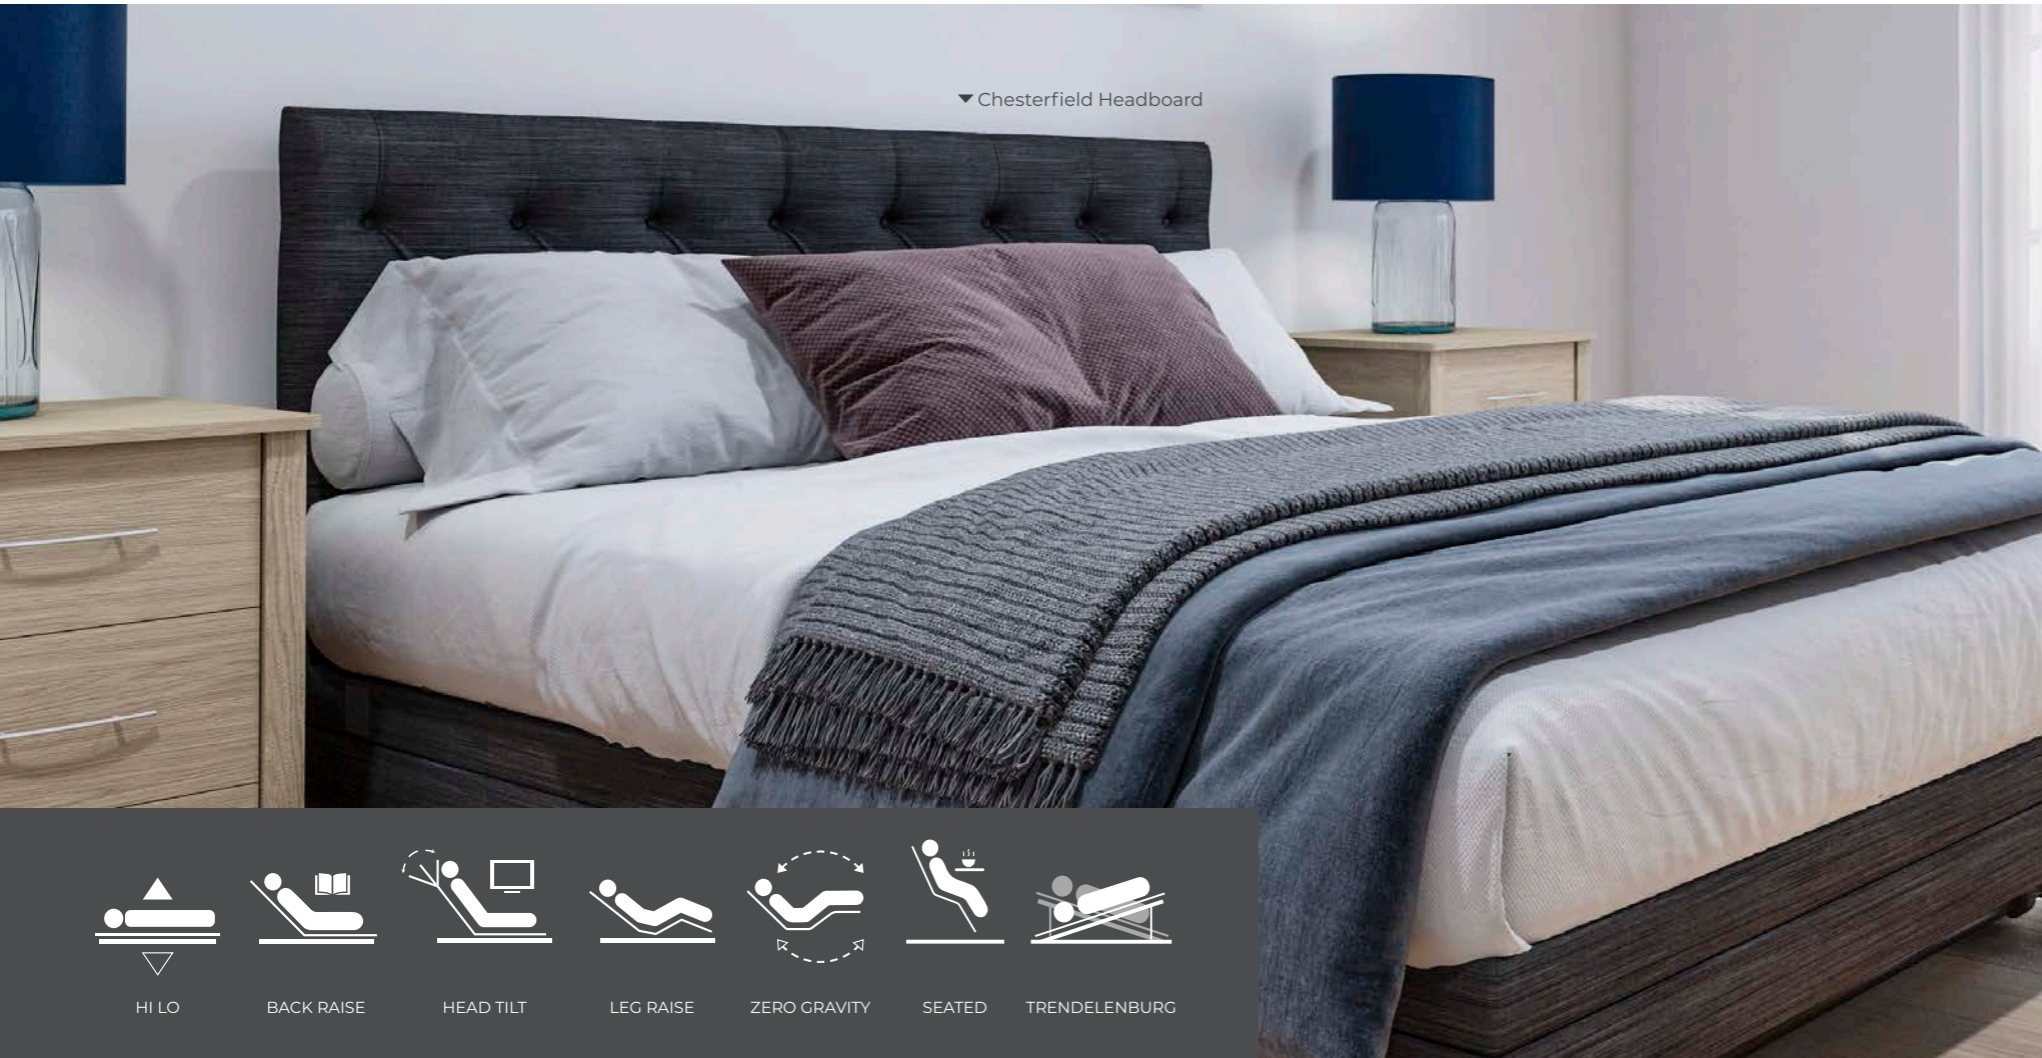 Chesterfield Headboard
HI LO
BACK RAISE
HEAD TILT
LEG RAISE
ZERO GRAVITY
SEATED
TRENDELENBURG